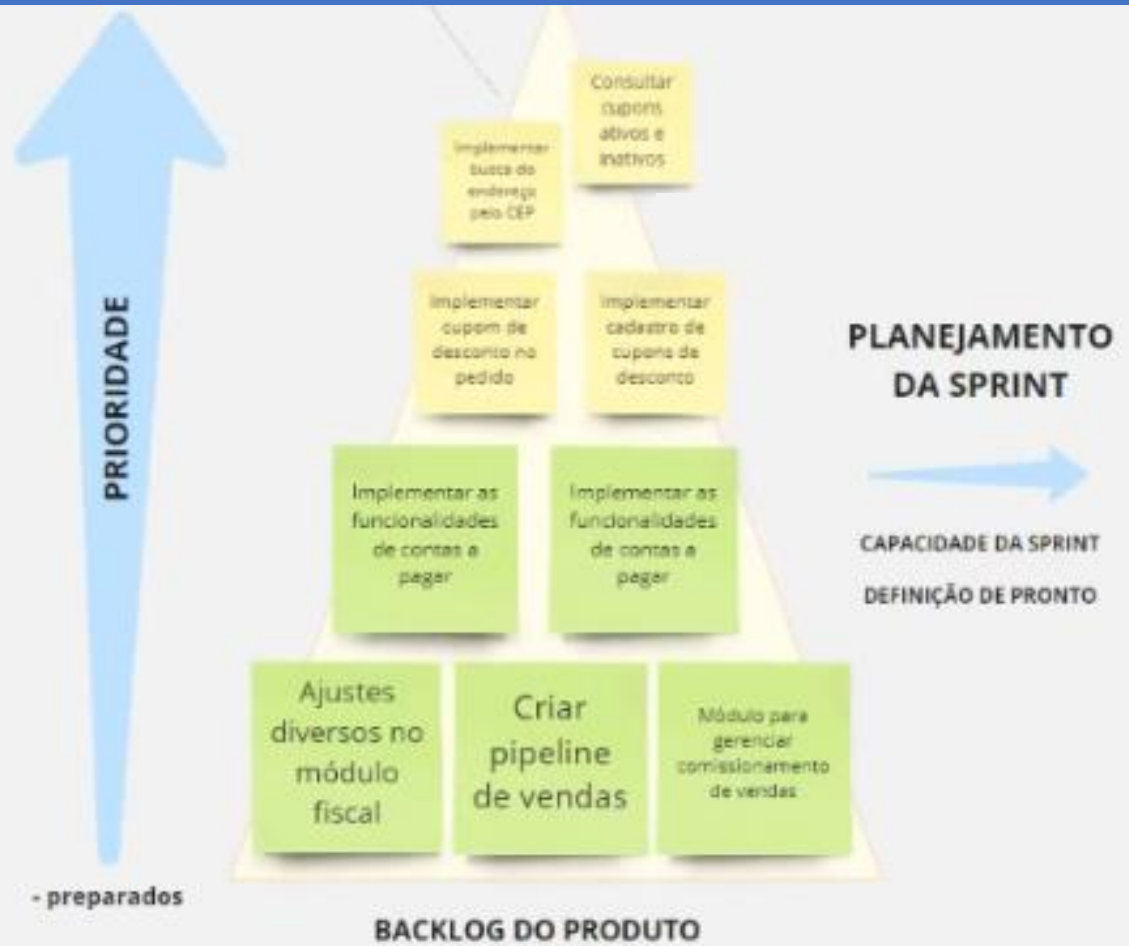 Consultar
cupons
ativos e
inativos
Implementar
busca do
endereço
pelo CEP
Implementar
cupom de
desconto no
pedido
Implementar
cadastro de
cupons de
desconto
PRIORIDADE
PLANEJAMENTO
DA SPRINT
CAPACIDADE DA SPRINT
DEFINIÇÃO DE PRONTO
Implementar as
funcionalidades
de contas a
pagar
Implementar as
funcionalidades
de contas a
pagar
Ajustes
diversos no
módulo
fiscal
Criar
pipeline
de vendas
Módulo para
gerenciar
comissionamento
de vendas
- preparados
BACKLOG DO PRODUTO